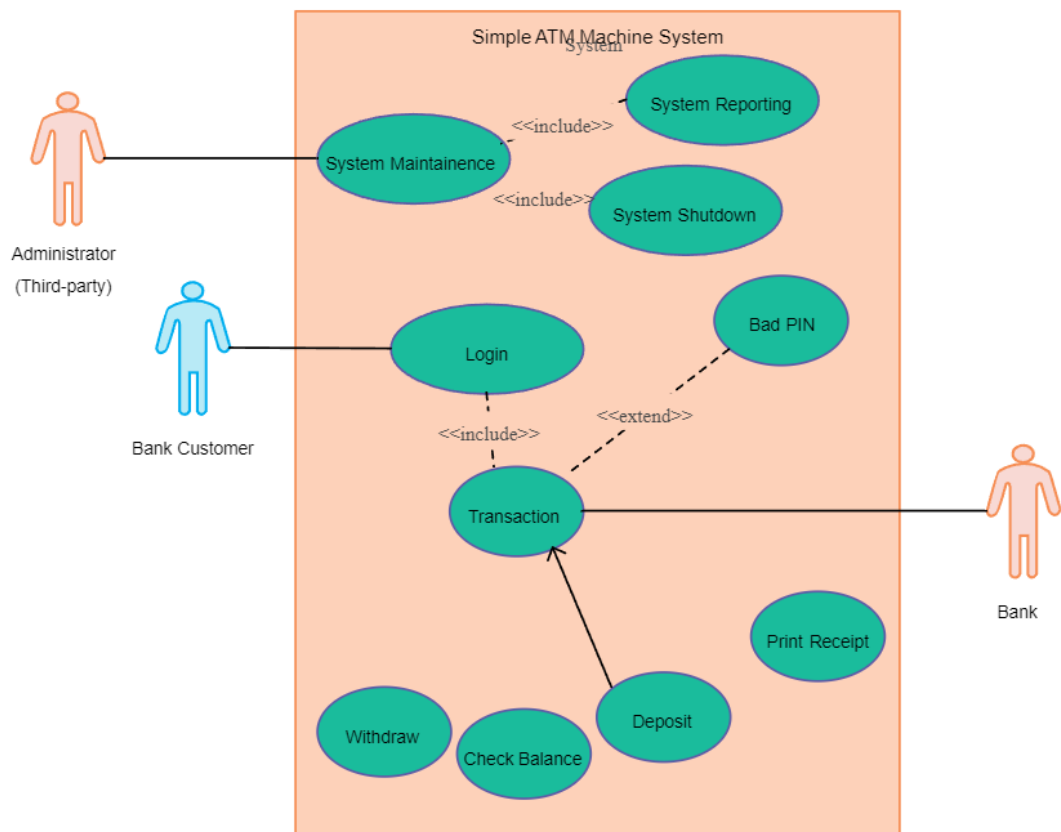 Simple ATM Machine System
System
System Reporting
<<include>>
System Maintainence
<<include>>
System Shutdown
Administrator
(Third-party)
Bad PIN
Login
<<extend>>
<<include>>
Bank Customer
Transaction
Bank
Print Receipt
Deposit
Withdraw
Check Balance